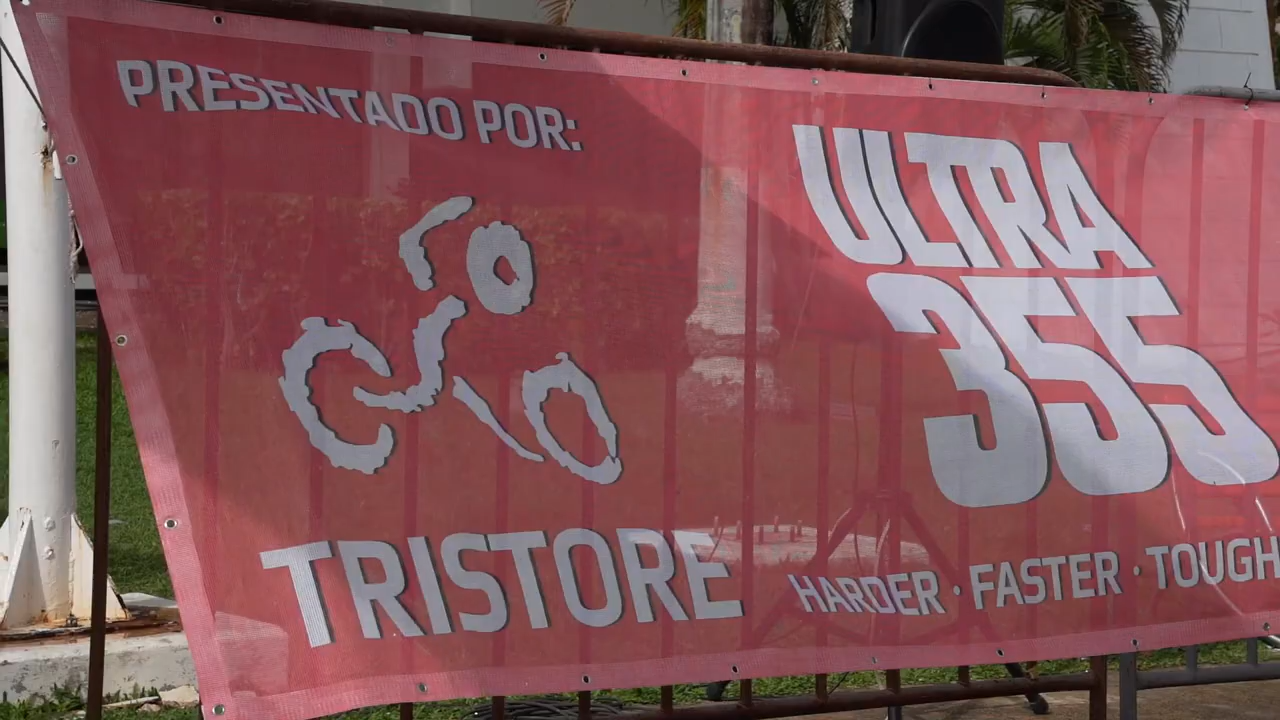 PRESENTADO POR:
TRISTORE
ULTRA
355
HARDER · FASTER · TOUGH